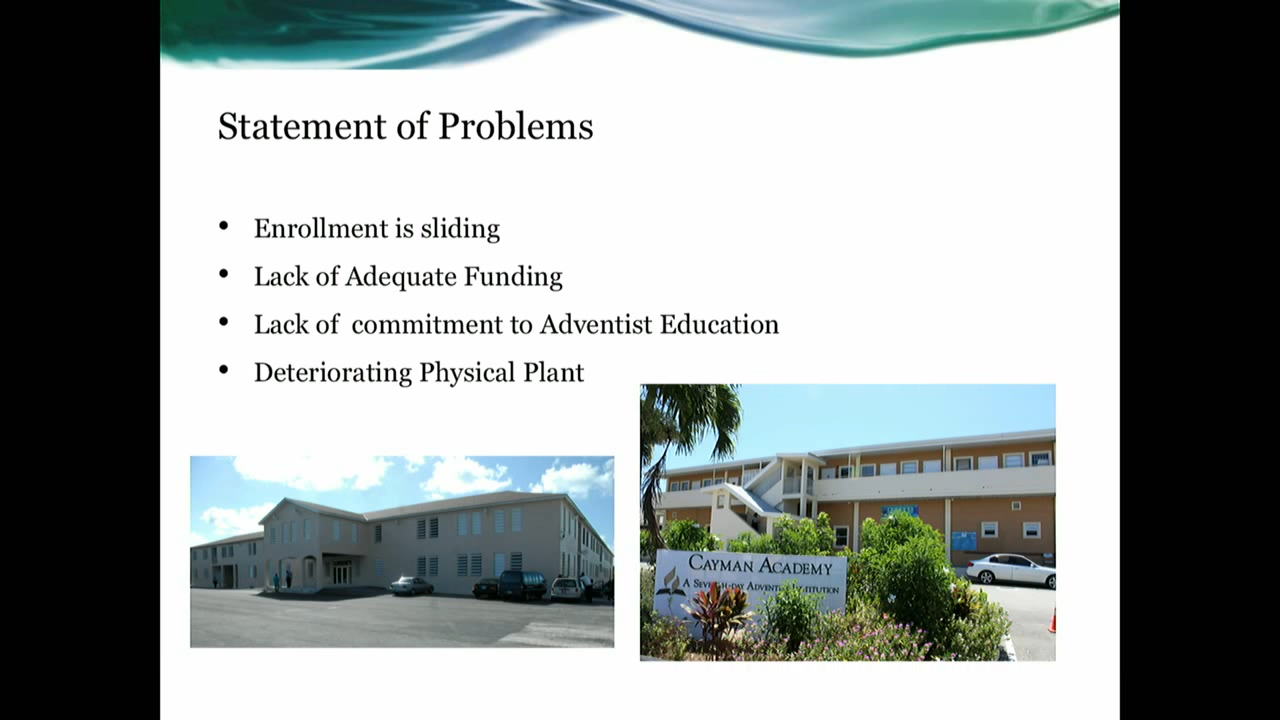 Statement of Problems
• Enrollment is sliding
• Lack of Adequate Funding
• Lack of  commitment to Adventist Education
• Deteriorating Physical Plant
CAYMAN ACADEMY
A SEVENTH-DAY ADVENTIST INSTITUTION